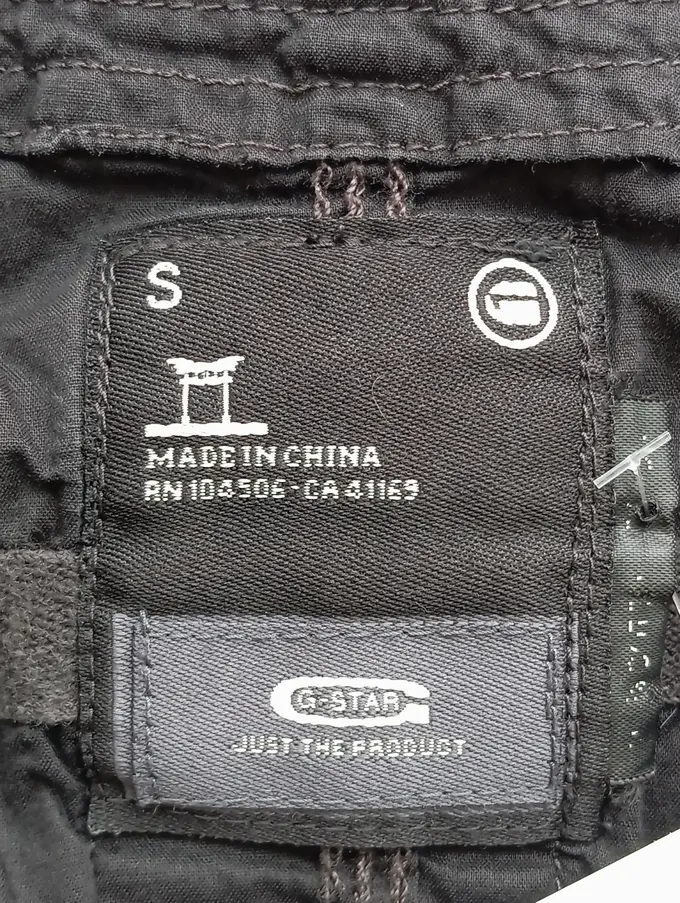 S
MADE IN CHINA
RN 104506-CA 41169
G-STAR
JUST THE PRODUCT